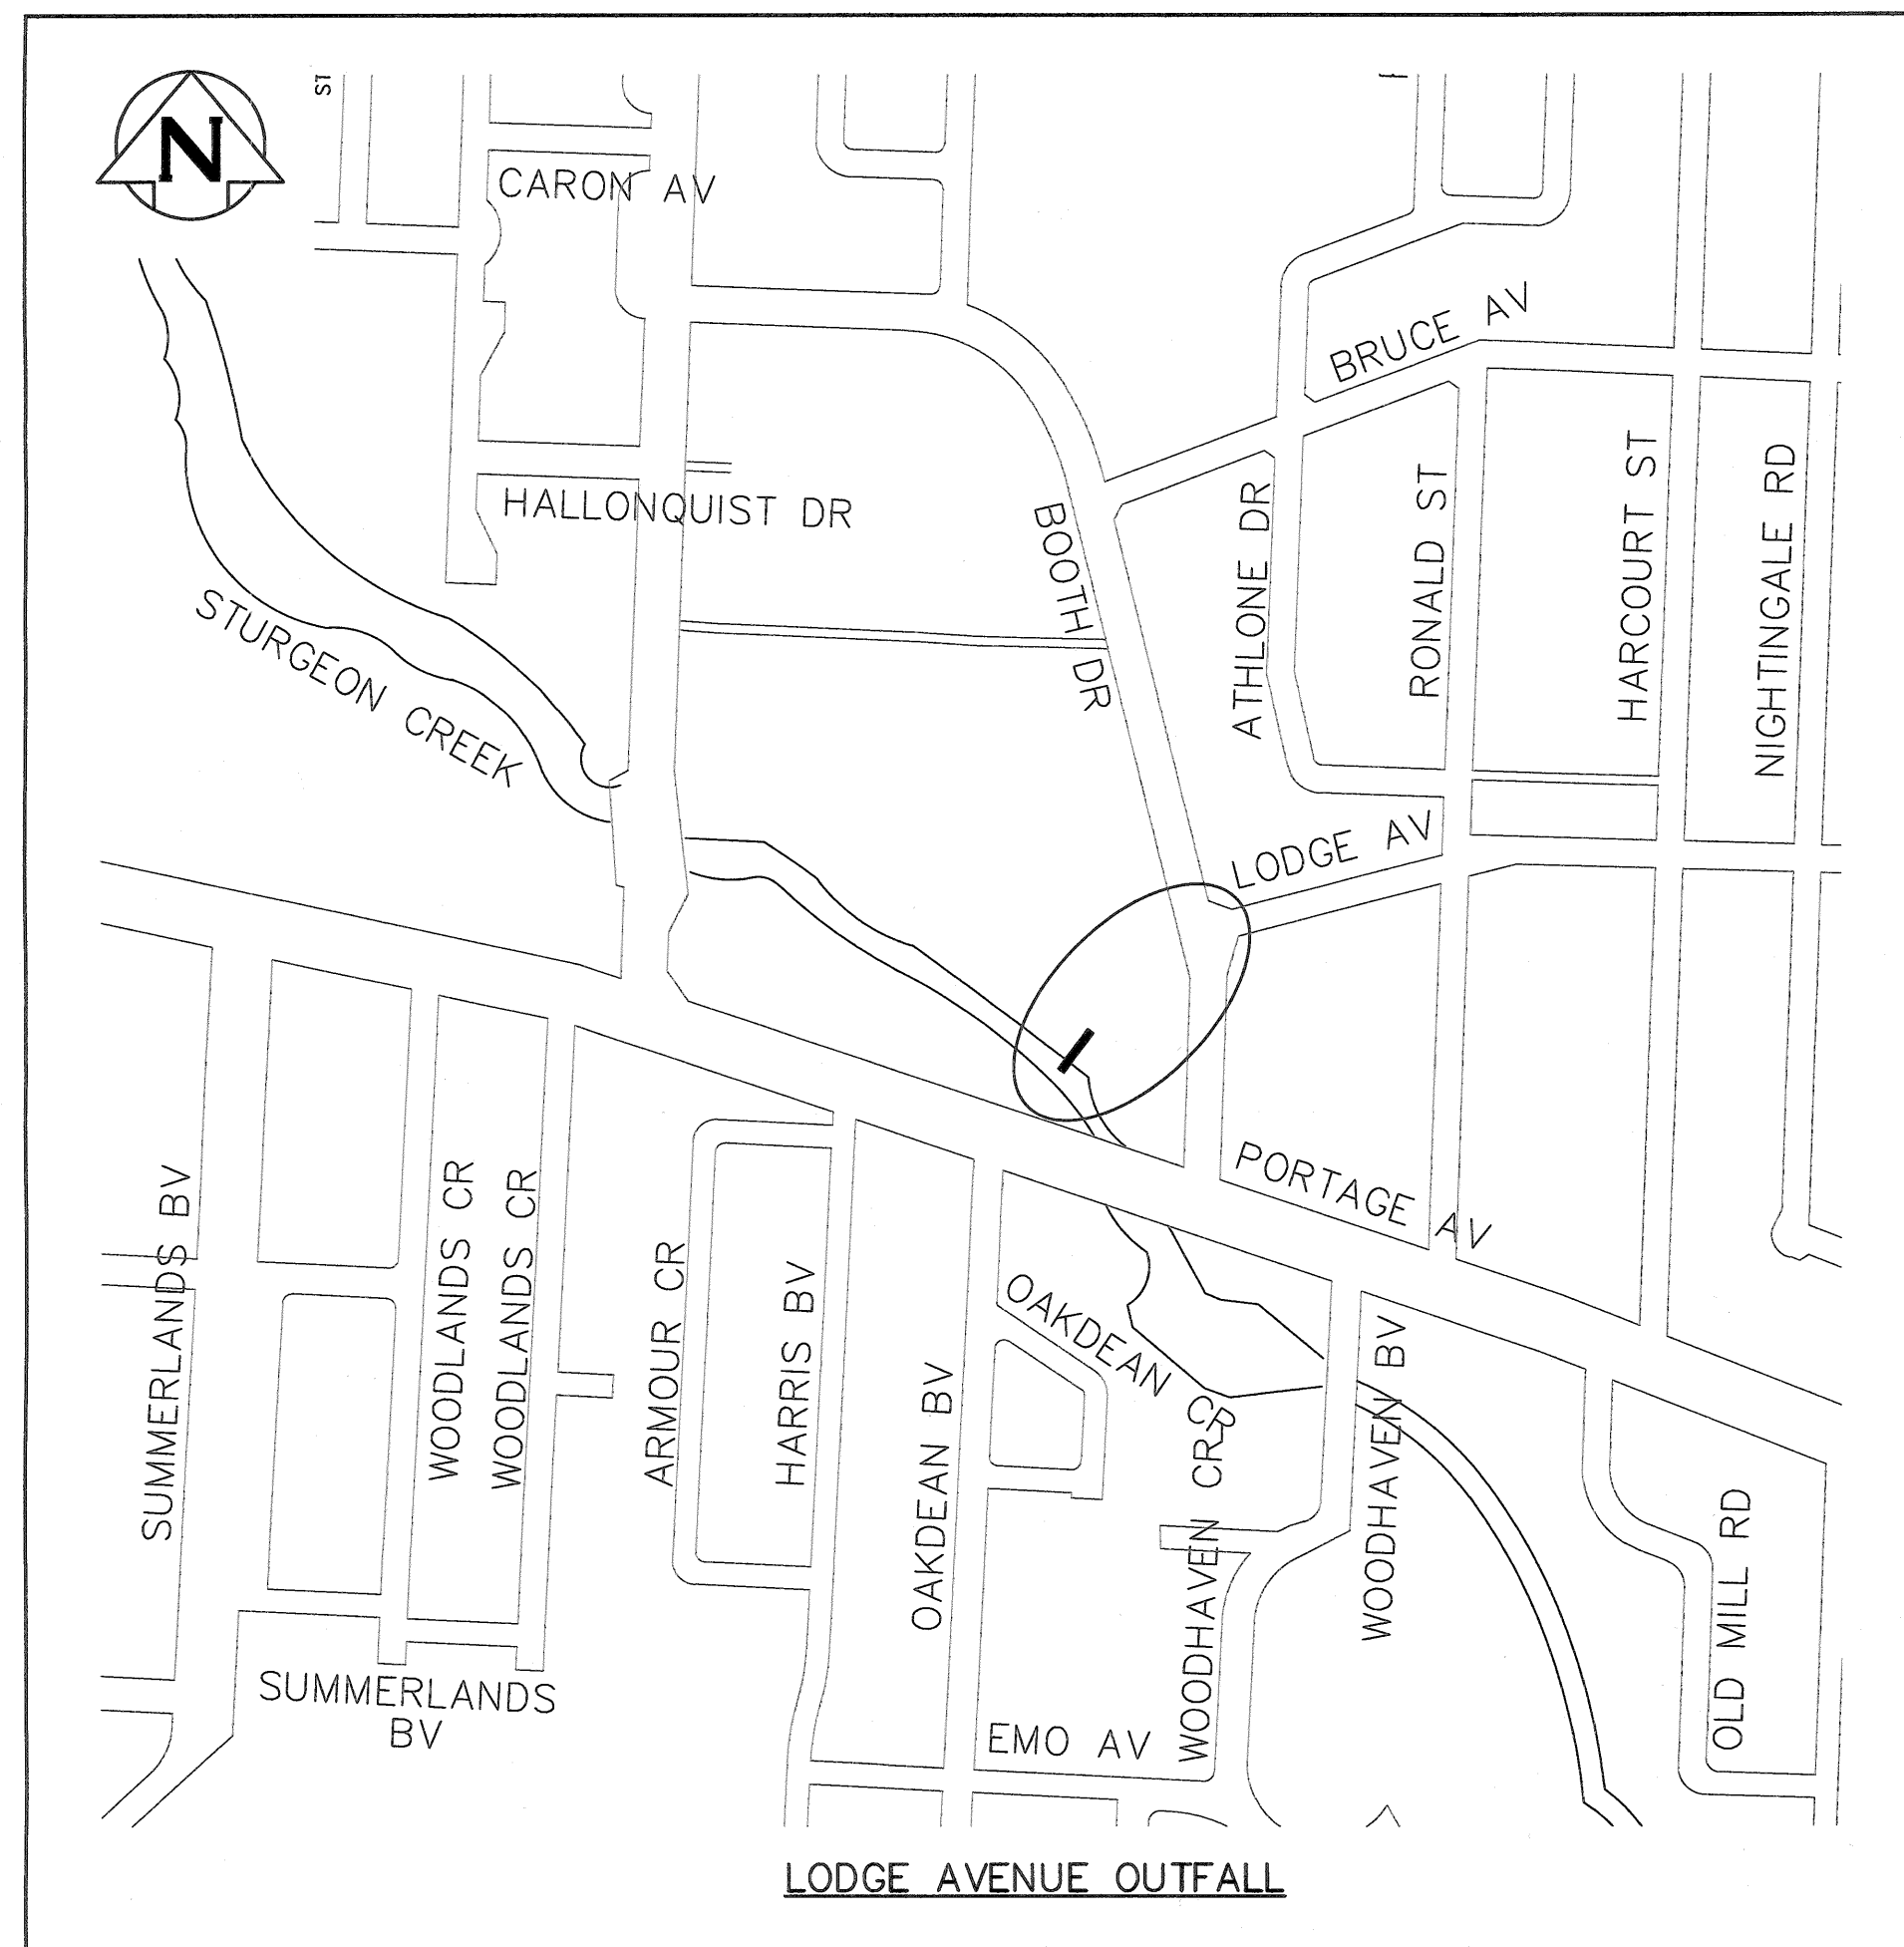 ST
N
CARON AV
BRUCE AV
HALLONQUIST DR
BOOTH DR
ATHLONE DR
RONALD ST
HARCOURT ST
NIGHTINGALE RD
STURGEON CREEK
LODGE AV
PORTAGE AV
SUMMERLANDS BV
WOODLANDS CR
WOODLANDS CR
ARMOUR CR
HARRIS BV
OAKDEAN BV
OAKDEAN CR
WOODHAVEN CR
WOODHAVEN BV
OLD MILL RD
SUMMERLANDS
BV
EMO AV
LODGE AVENUE OUTFALL